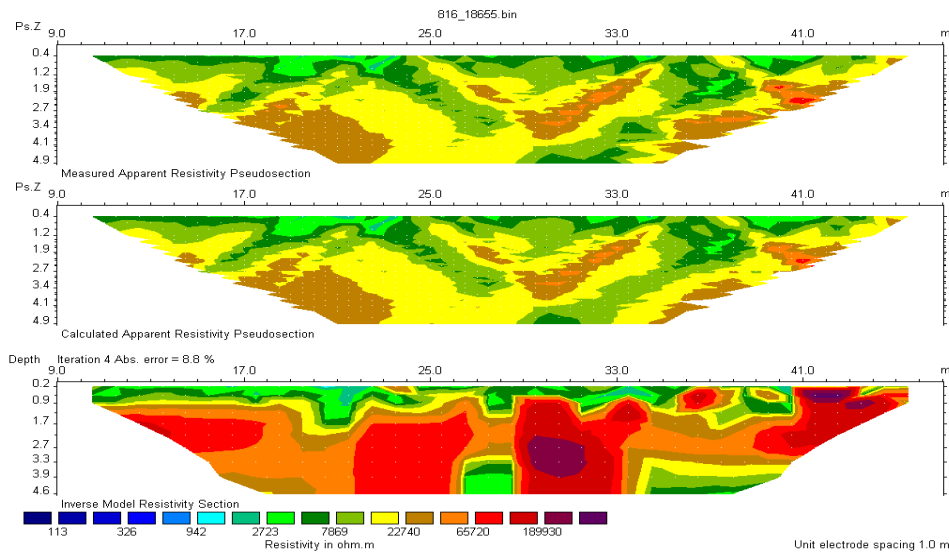 816_18655.bin
Ps.Z 9.0 17.0 25.0 33.0 41.0 m
0.4
1.2
1.9
2.7
3.4
4.1
4.9
Measured Apparent Resistivity Pseudosection
Ps.Z 9.0 17.0 25.0 33.0 41.0 m
0.4
1.2
1.9
2.7
3.4
4.1
4.9
Calculated Apparent Resistivity Pseudosection
Depth Iteration 4 Abs. error = 8.8 %
9.0 17.0 25.0 33.0 41.0 m
0.2
0.9
1.7
2.7
3.3
3.9
4.6
Inverse Model Resistivity Section
113 326 942 2723 7869 22740 65720 189930
Resistivity in ohm.m Unit electrode spacing 1.0 m